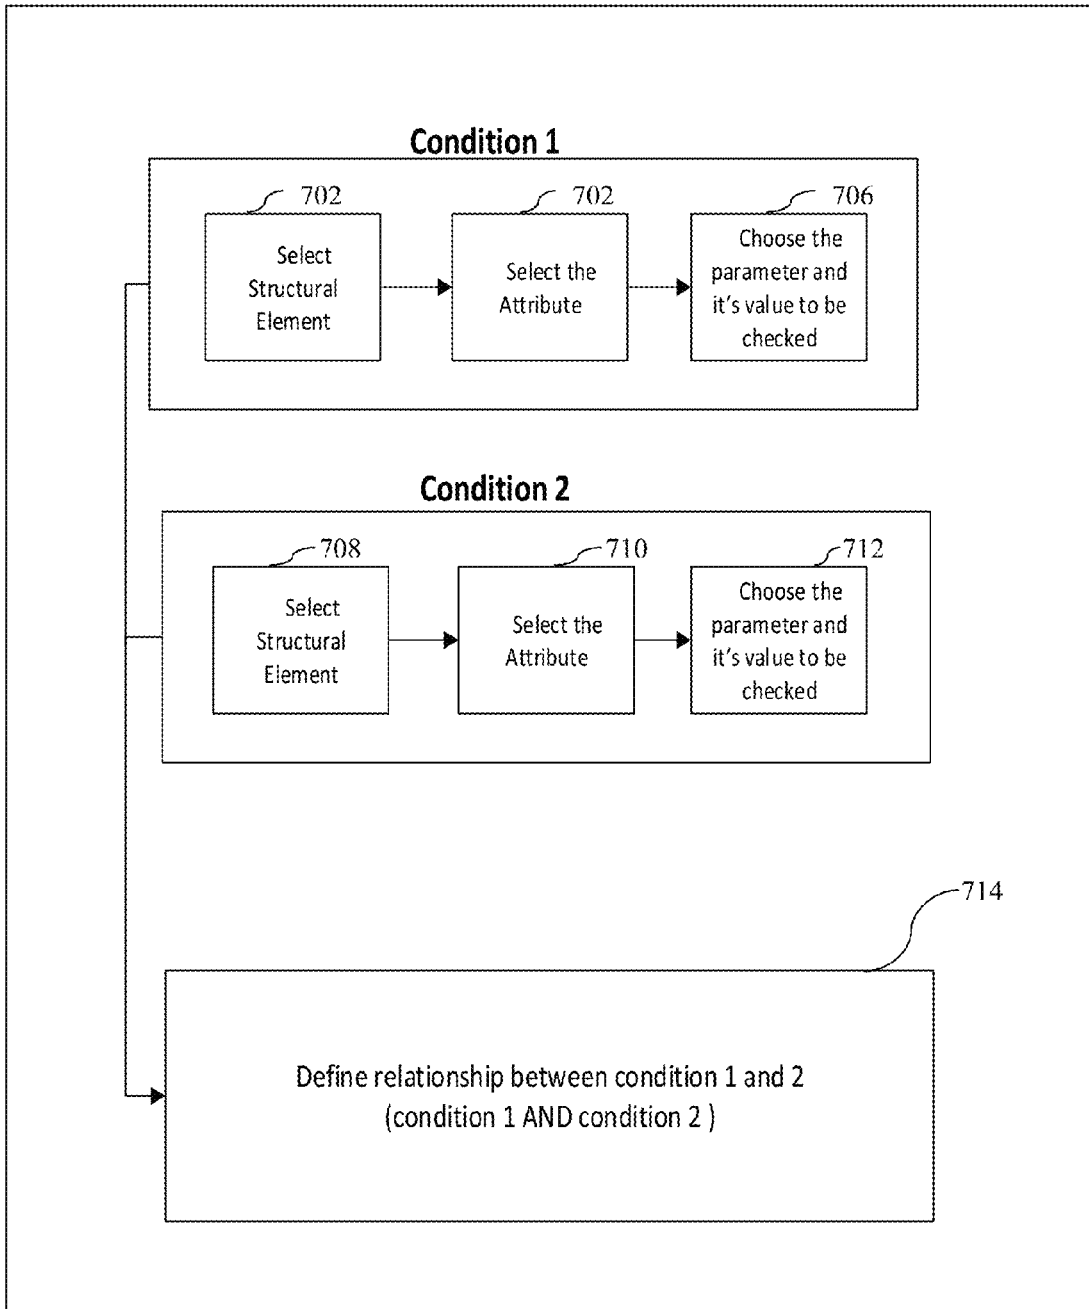 Condition 1
702
702
706
Select
Structural
Element
Select the
Attribute
Choose the
parameter and
it's value to be
checked
Condition 2
708
710
712
Select
Structural
Element
Select the
Attribute
Choose the
parameter and
it's value to be
checked
714
Define relationship between condition 1 and 2
(condition 1 AND condition 2 )